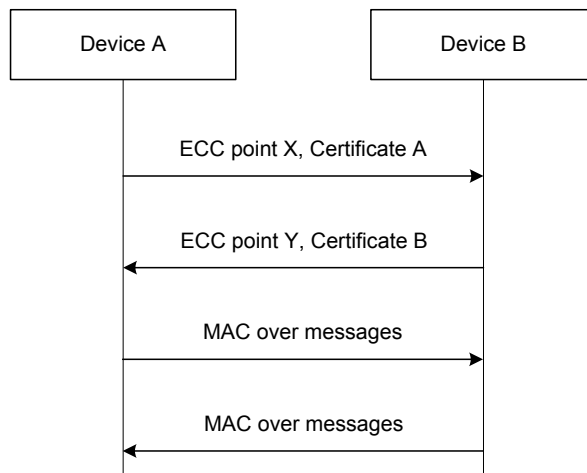 Device A
Device B
ECC point X, Certificate A
ECC point Y, Certificate B
MAC over messages
MAC over messages